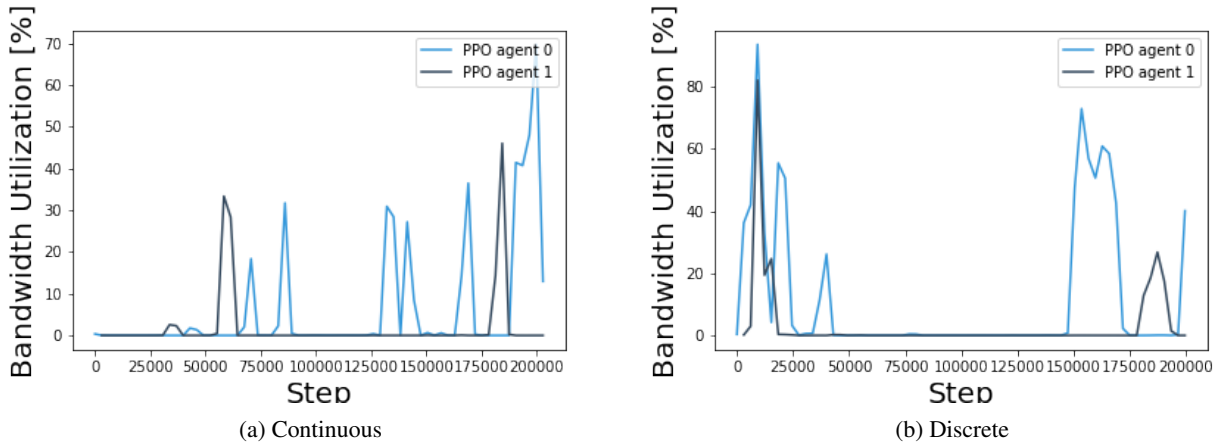 Bandwidth Utilization [%]
70
60
50
40
30
20
10
0
PPO agent 0
PPO agent 1
0 25000 50000 75000 100000 125000 150000 175000 200000
Step
(a) Continuous
Bandwidth Utilization [%]
80
60
40
20
0
PPO agent 0
PPO agent 1
0 25000 50000 75000 100000 125000 150000 175000 200000
Step
(b) Discrete